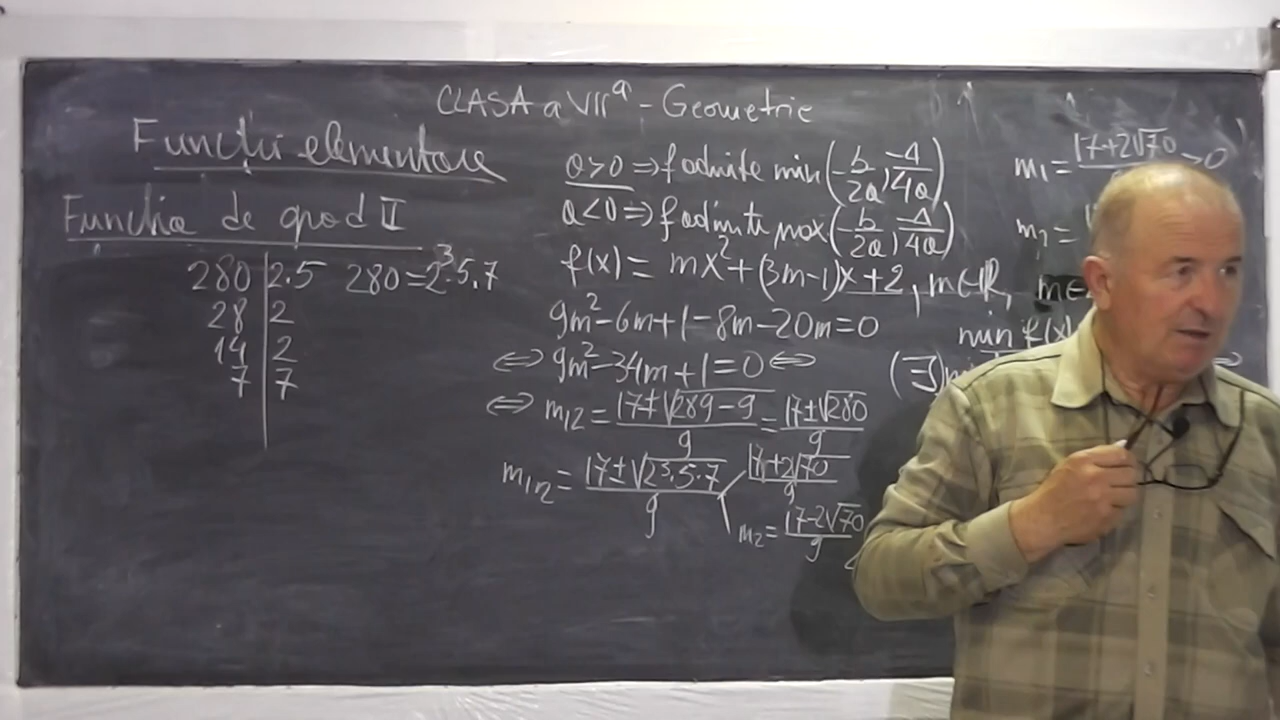 CLASA a VII a - Geometrie
Funcții elementare
Funcția de grad II
280 | 2·5 280=2³·5·7
28 | 2
14 | 2
7 | 7
a>0 ⇒ f admite min (-b/2a, -Δ/4a)
a<0 ⇒ f admite max (-b/2a, -Δ/4a)
f(x) = mx²+(3m-1)x+2, m∈ℝ, m∈
9m²-6m+1-8m-20m=0
⇔ 9m²-34m+1=0 ⇔
⇔ m12 = (17±√289-9)/9 = (17±√280)/9
m1,2 = (17±√2³·5·7)/9
(17+2√70)/9
m2 = (17-2√70)/9
m1 = 17+2√70 >0
m2 =
min f(x)
(∃)